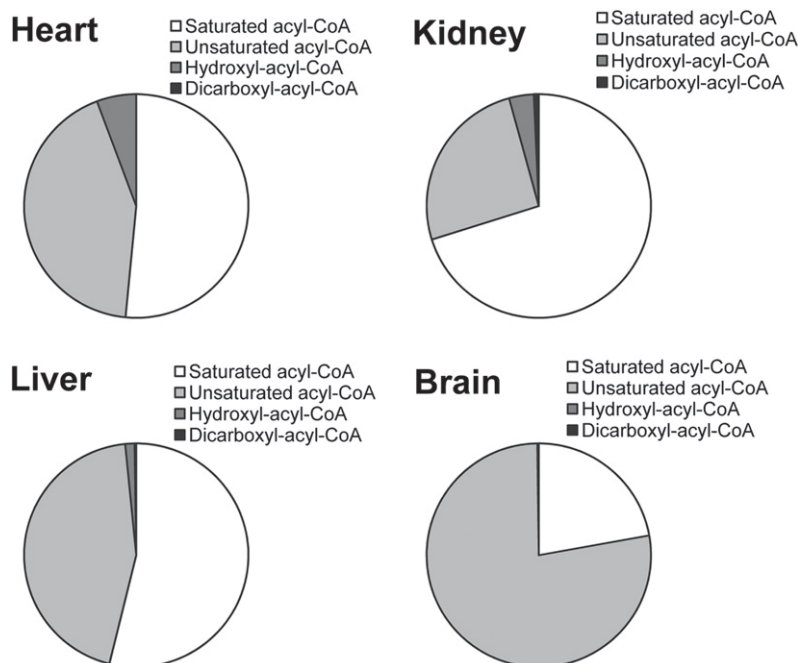 Heart
Saturated acyl-CoA
Unsaturated acyl-CoA
Hydroxyl-acyl-CoA
Dicarboxyl-acyl-CoA
Kidney
Saturated acyl-CoA
Unsaturated acyl-CoA
Hydroxyl-acyl-CoA
Dicarboxyl-acyl-CoA
Liver
Saturated acyl-CoA
Unsaturated acyl-CoA
Hydroxyl-acyl-CoA
Dicarboxyl-acyl-CoA
Brain
Saturated acyl-CoA
Unsaturated acyl-CoA
Hydroxyl-acyl-CoA
Dicarboxyl-acyl-CoA